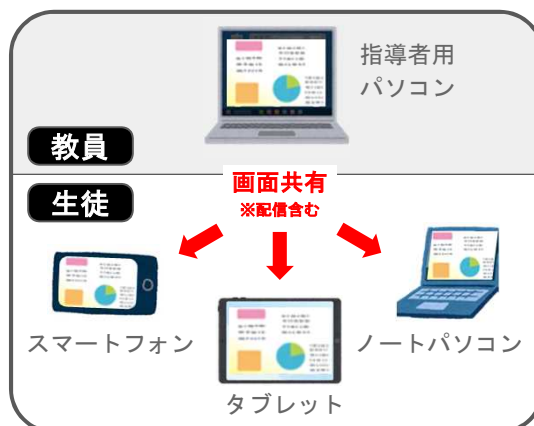 指導者用
パソコン
教員
画面共有
※配信含む
生徒
スマートフォン
ノートパソコン
タブレット